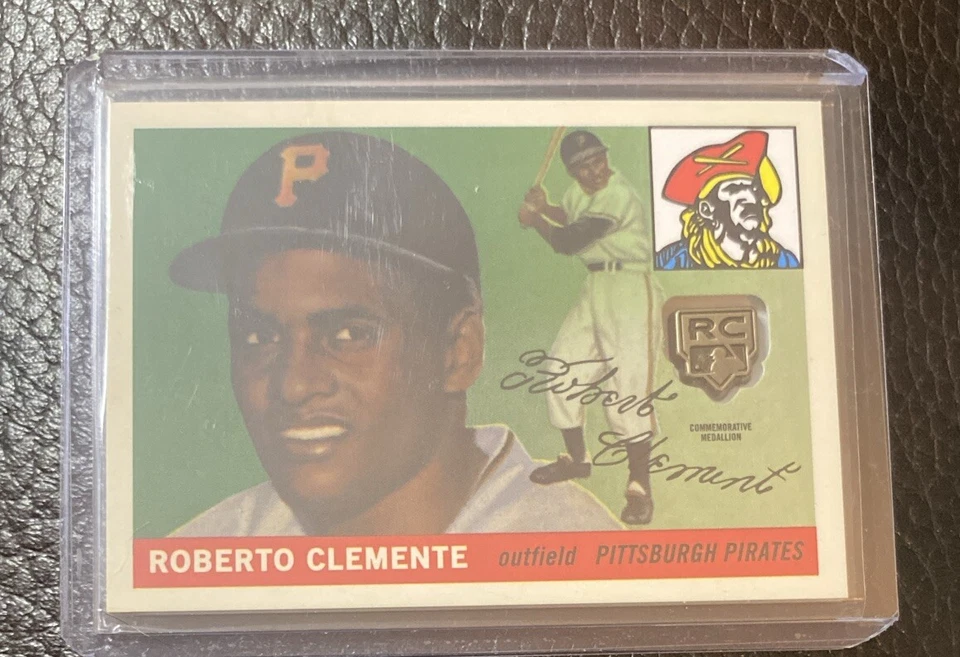 P
RC
COMMEMORATIVE
MEDALLION
Roberto
Clemente
ROBERTO CLEMENTE outfield PITTSBURGH PIRATES